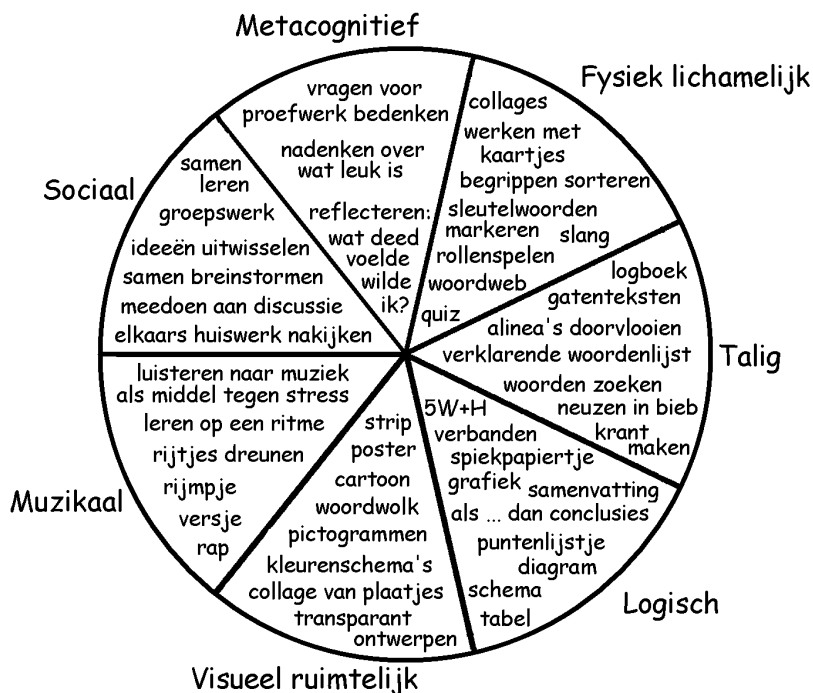 Metacognitief
vragen voor
proefwerk bedenken
nadenken over
wat leuk is
reflecteren:
wat deed
voelde
wilde
ik?
Fysiek lichamelijk
collages
werken met
kaartjes
begrippen sorteren
sleutelwoorden
markeren
slang
rollenspelen
woordweb
quiz
Talig
logboek
gatenteksten
alinea's doorvlooien
verklarende woordenlijst
woorden zoeken
neuzen in bieb
krant
maken
Logisch
5W+H
verbanden
spiekpapiertje
grafiek
samenvatting
als ... dan conclusies
puntenlijstje
diagram
schema
tabel
Visueel ruimtelijk
strip
poster
cartoon
woordwolk
pictogrammen
kleurenschema's
collage van plaatjes
transparant
ontwerpen
Muzikaal
luisteren naar muziek
als middel tegen stress
leren op een ritme
rijtjes dreunen
rijmpje
versje
rap
Sociaal
samen
leren
groepswerk
ideeën uitwisselen
samen breinstormen
meedoen aan discussie
elkaars huiswerk nakijken